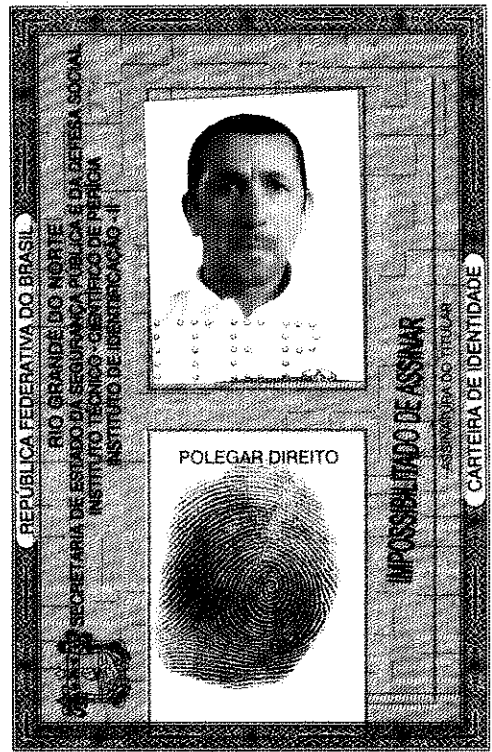 REPÚBLICA FEDERATIVA DO BRASIL
RIO GRANDE DO NORTE
SECRETARIA DE ESTADO DA SEGURANÇA PÚBLICA E DA DEFESA SOCIAL
INSTITUTO TÉCNICO - CIENTÍFICO DE PERÍCIA
INSTITUTO DE IDENTIFICAÇÃO - II
POLEGAR DIREITO
IMPOSSIBILITADO DE ASSINAR
ASSINATURA DO TITULAR
CARTEIRA DE IDENTIDADE